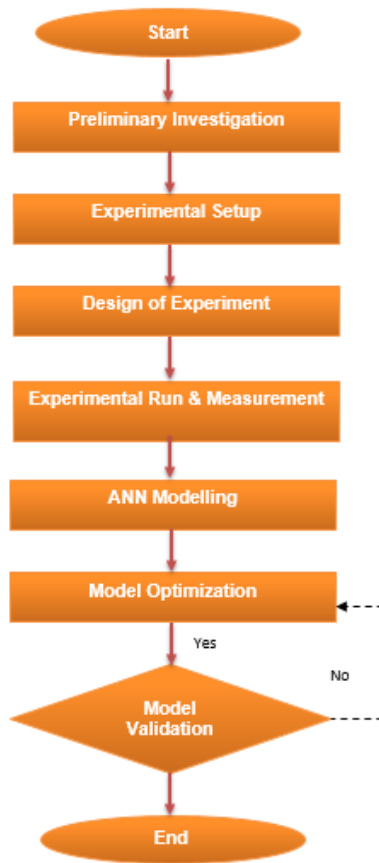 Start
Preliminary Investigation
Experimental Setup
Design of Experiment
Experimental Run & Measurement
ANN Modelling
Model Optimization
Yes
No
Model
Validation
End